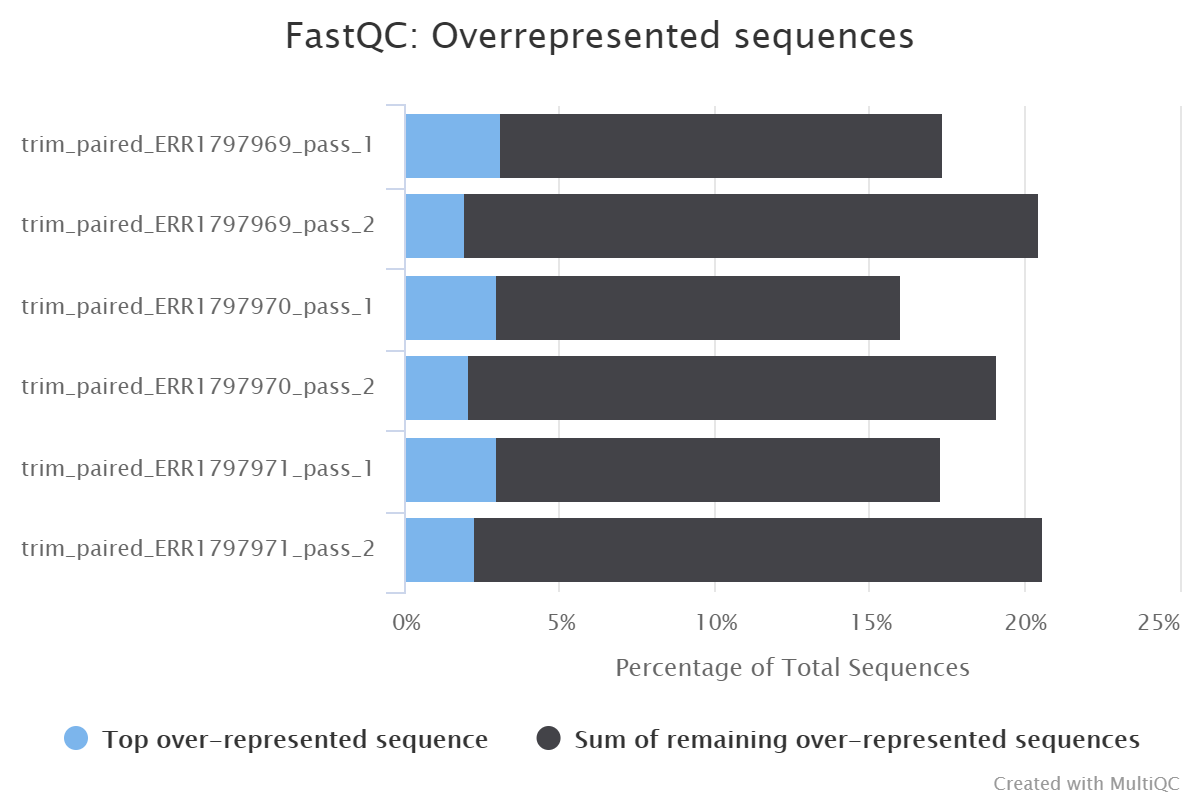 FastQC: Overrepresented sequences
trim_paired_ERR1797969_pass_1
trim_paired_ERR1797969_pass_2
trim_paired_ERR1797970_pass_1
trim_paired_ERR1797970_pass_2
trim_paired_ERR1797971_pass_1
trim_paired_ERR1797971_pass_2
0% 5% 10% 15% 20% 25%
Percentage of Total Sequences
Top over-represented sequence Sum of remaining over-represented sequences
Created with MultiQC